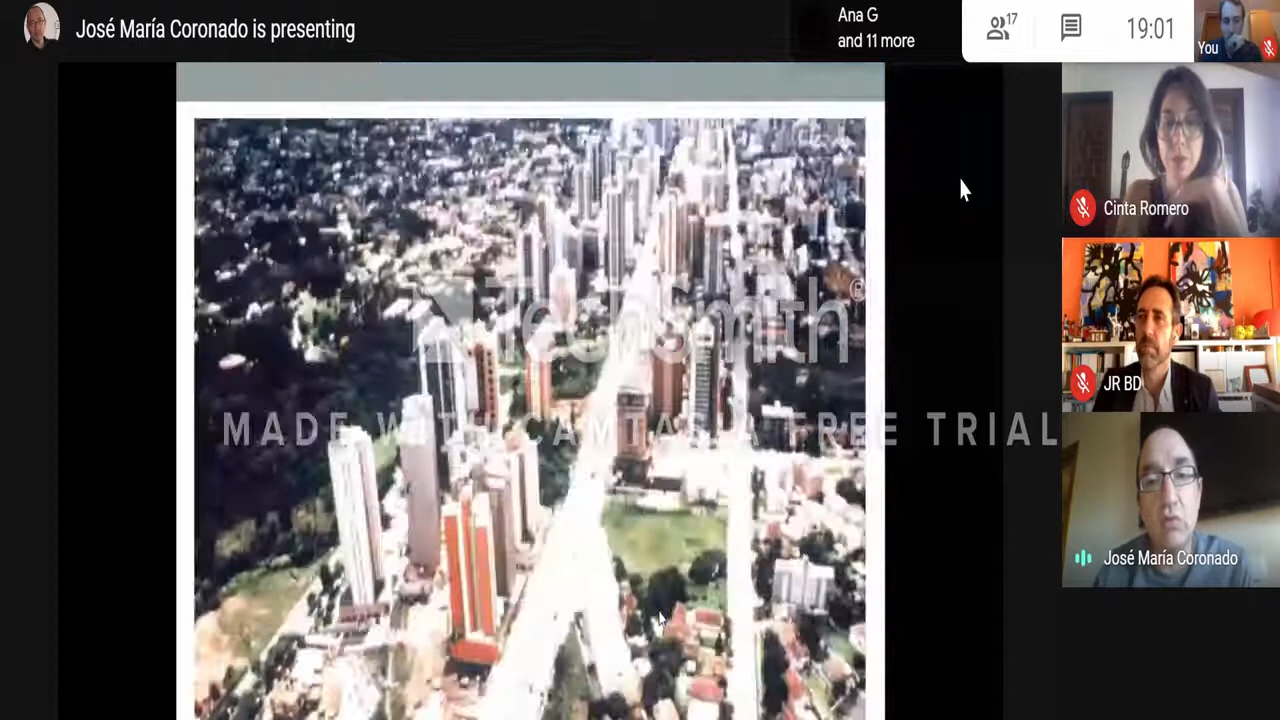 José María Coronado is presenting
Ana G
and 11 more
17
19:01
You
Cinta Romero
JR BD
José María Coronado
TechSmith®
MADE WITH CAMTASIA FREE TRIAL